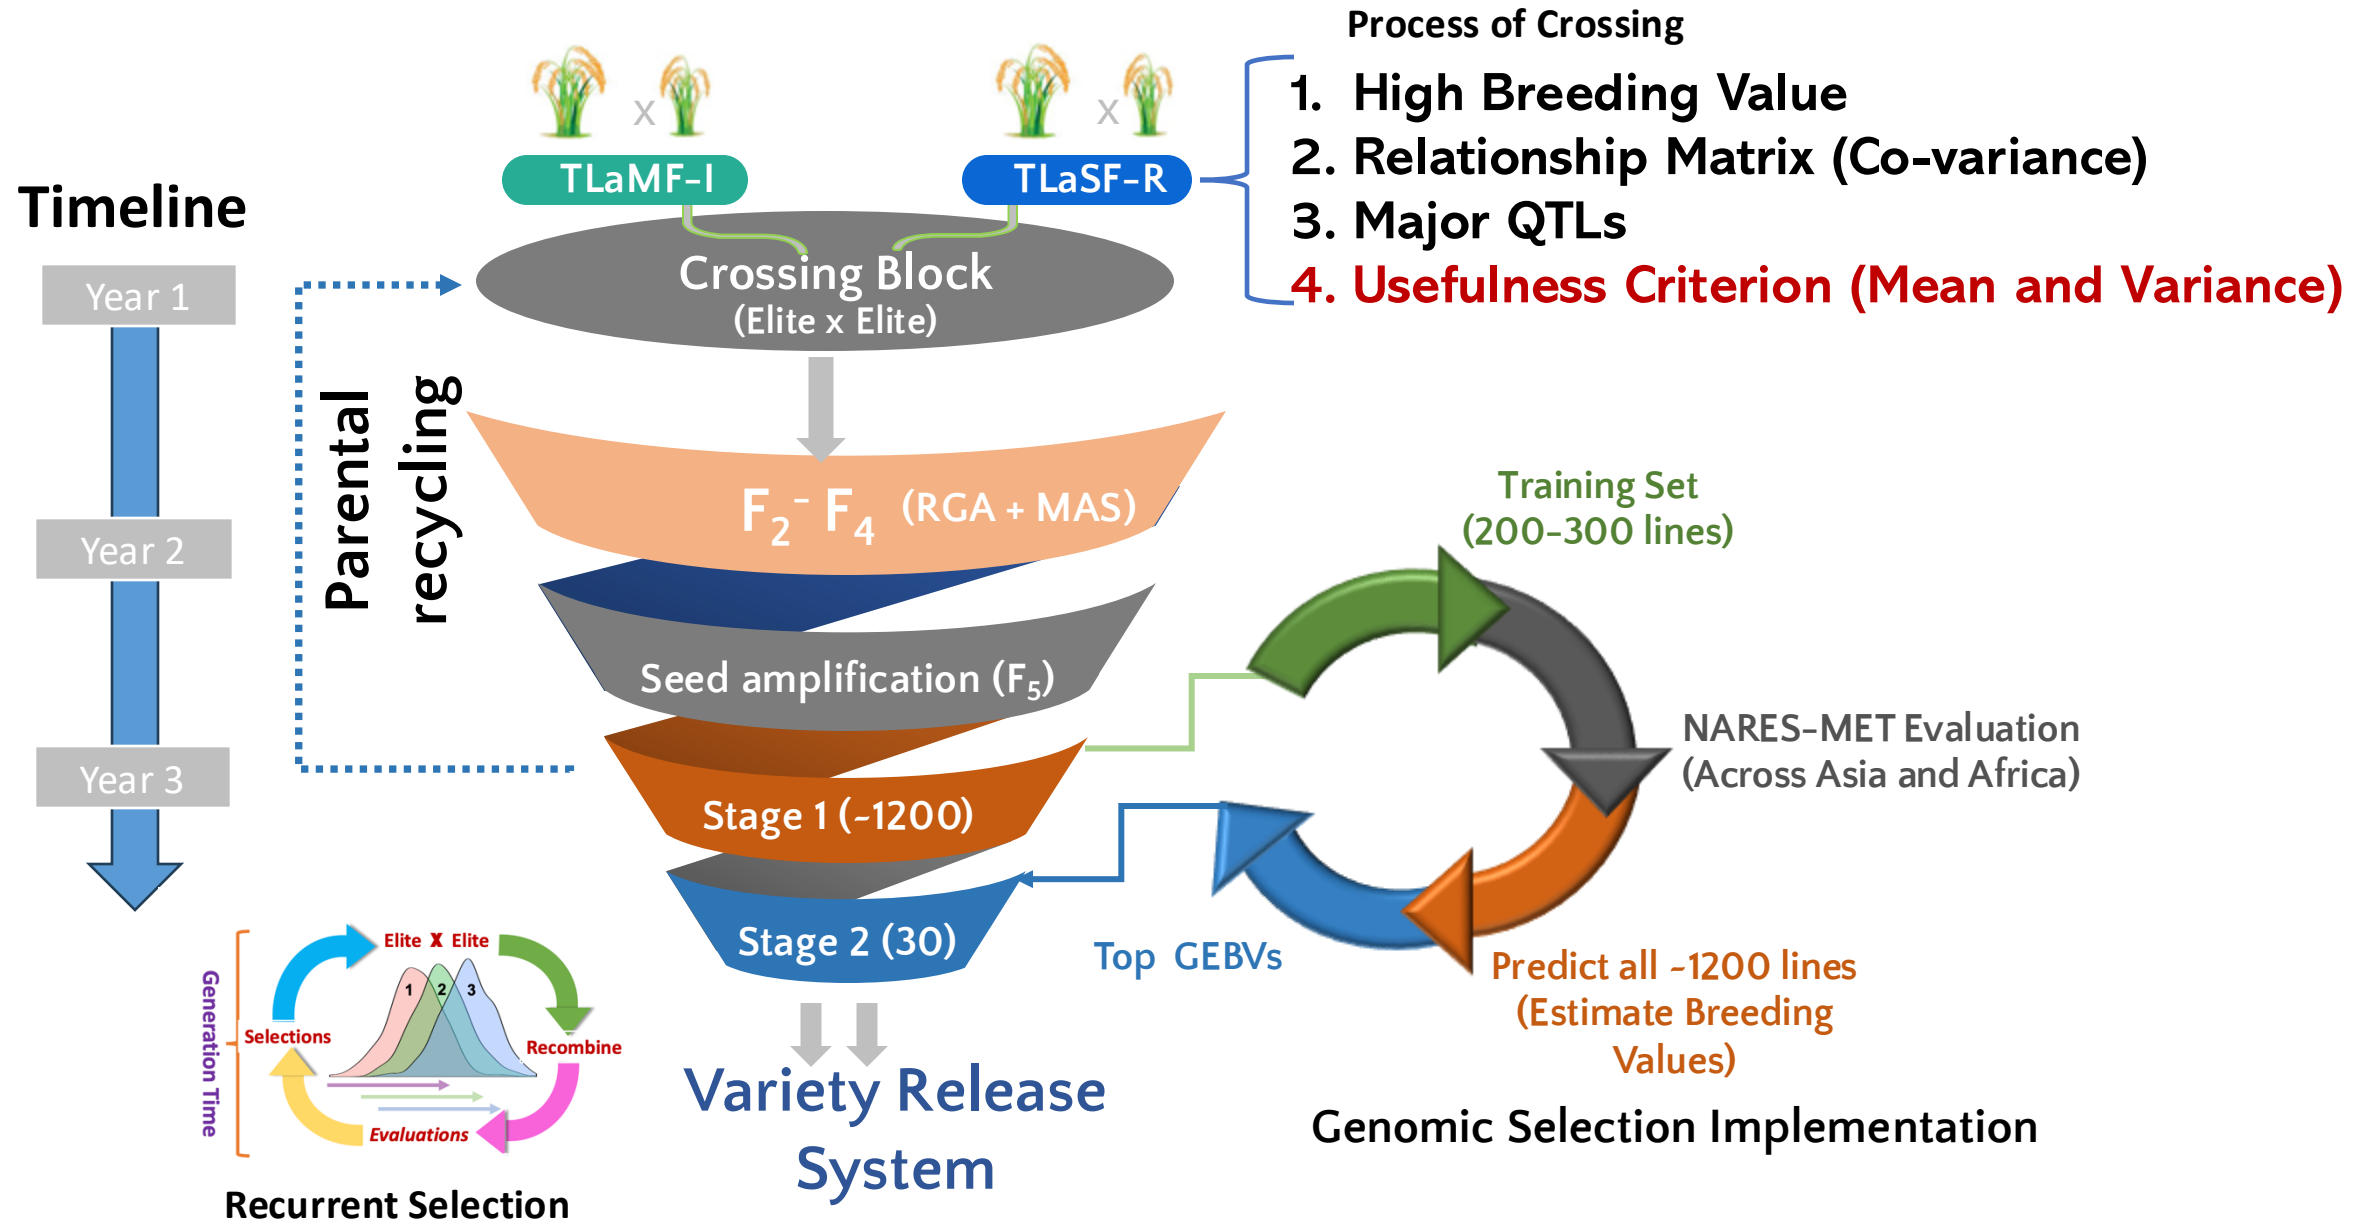 Process of Crossing
1. High Breeding Value
2. Relationship Matrix (Co-variance)
3. Major QTLs
4. Usefulness Criterion (Mean and Variance)
x
x
TLaMF-I
TLaSF-R
Timeline
Year 1
Year 2
Year 3
Crossing Block
(Elite x Elite)
Parental
recycling
F2- F4 (RGA + MAS)
Seed amplification (F5)
Stage 1 (~1200)
Stage 2 (30)
Variety Release
System
Training Set
(200-300 lines)
NARES-MET Evaluation
(Across Asia and Africa)
Predict all ~1200 lines
(Estimate Breeding
Values)
Top GEBVs
Genomic Selection Implementation
Generation Time
Elite X Elite
1 2 3
Selections
Recombine
Evaluations
Recurrent Selection